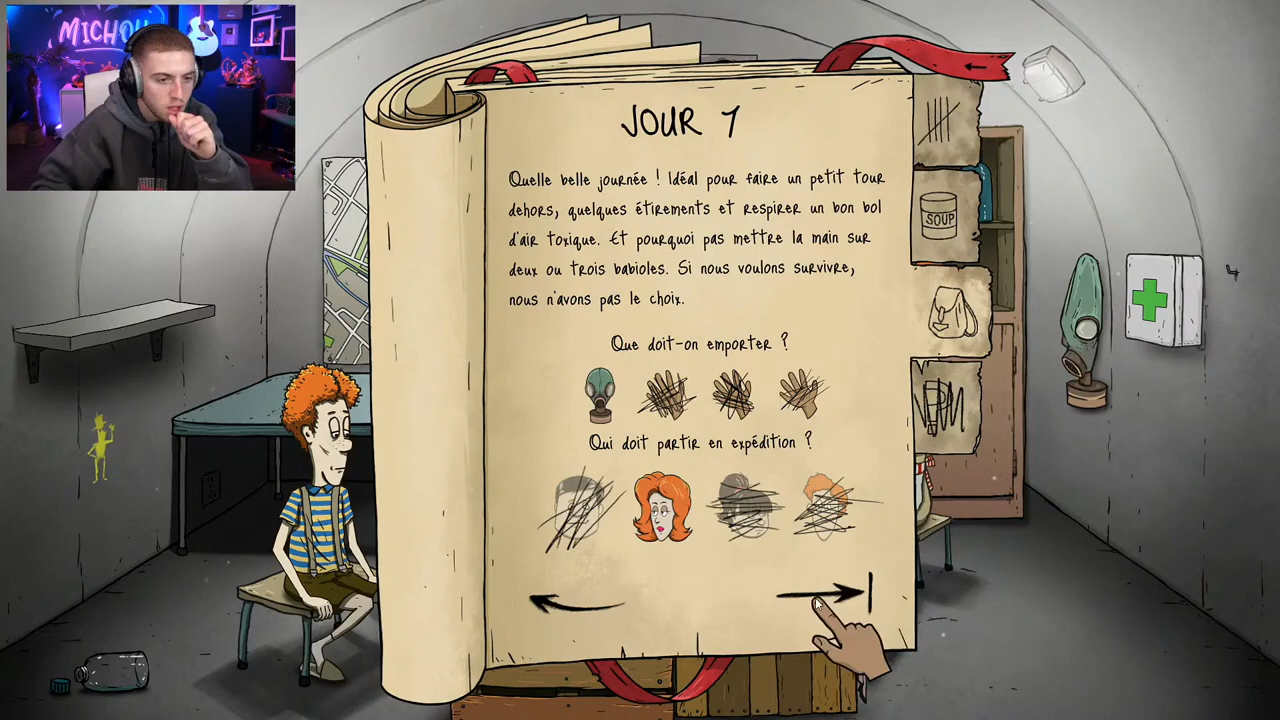 MICHOU
JOUR 7
Quelle belle journée ! Idéal pour faire un petit tour
dehors, quelques étirements et respirer un bon bol
d'air toxique. Et pourquoi pas mettre la main sur
deux ou trois babioles. Si nous voulons survivre,
nous n'avons pas le choix.
Que doit-on emporter ?
Qui doit partir en expédition ?
SOUP